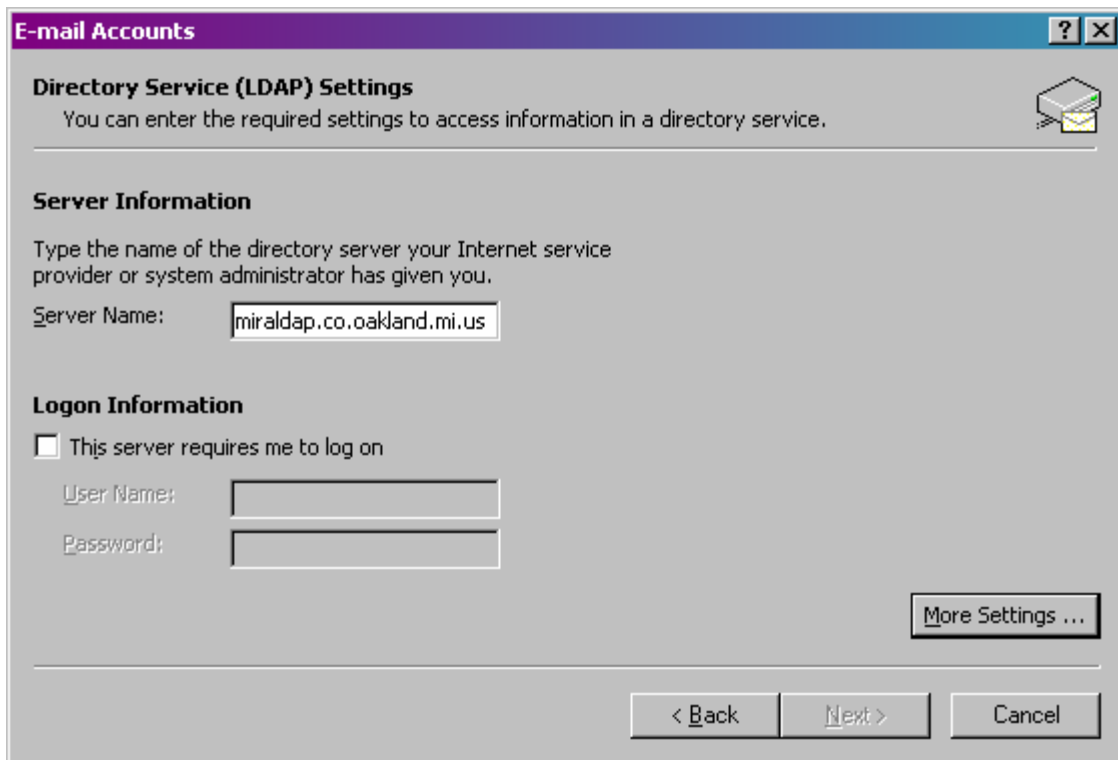 E-mail Accounts
Directory Service (LDAP) Settings
You can enter the required settings to access information in a directory service.
Server Information
Type the name of the directory server your Internet service
provider or system administrator has given you.
Server Name: miraldap.co.oakland.mi.us
Logon Information
This server requires me to log on
User Name:
Password:
More Settings ...
< Back Next > Cancel